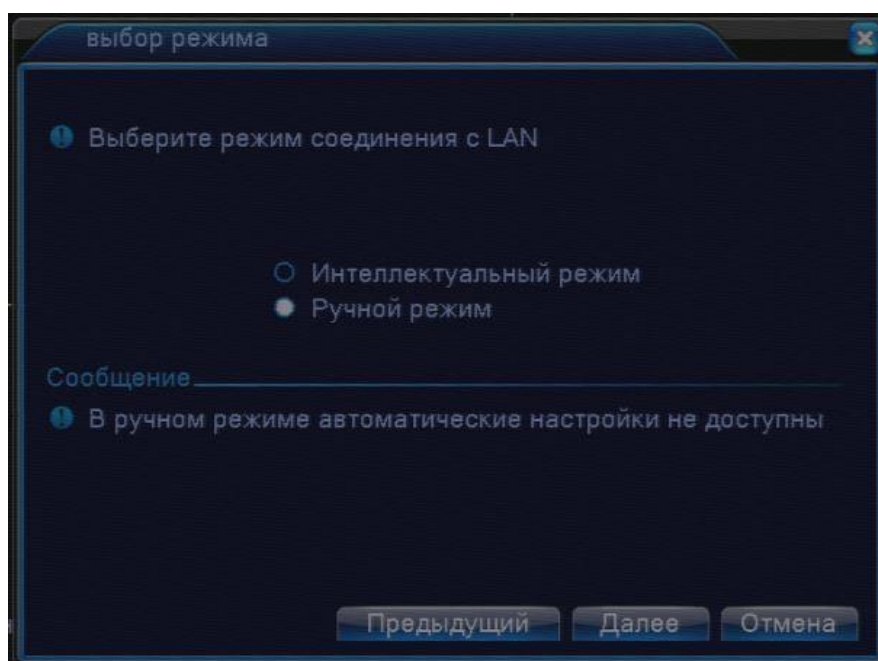 выбор режима
Выберите режим соединения с LAN
Интеллектуальный режим
Ручной режим
Сообщение
В ручном режиме автоматические настройки не доступны
Предыдущий Далее Отмена